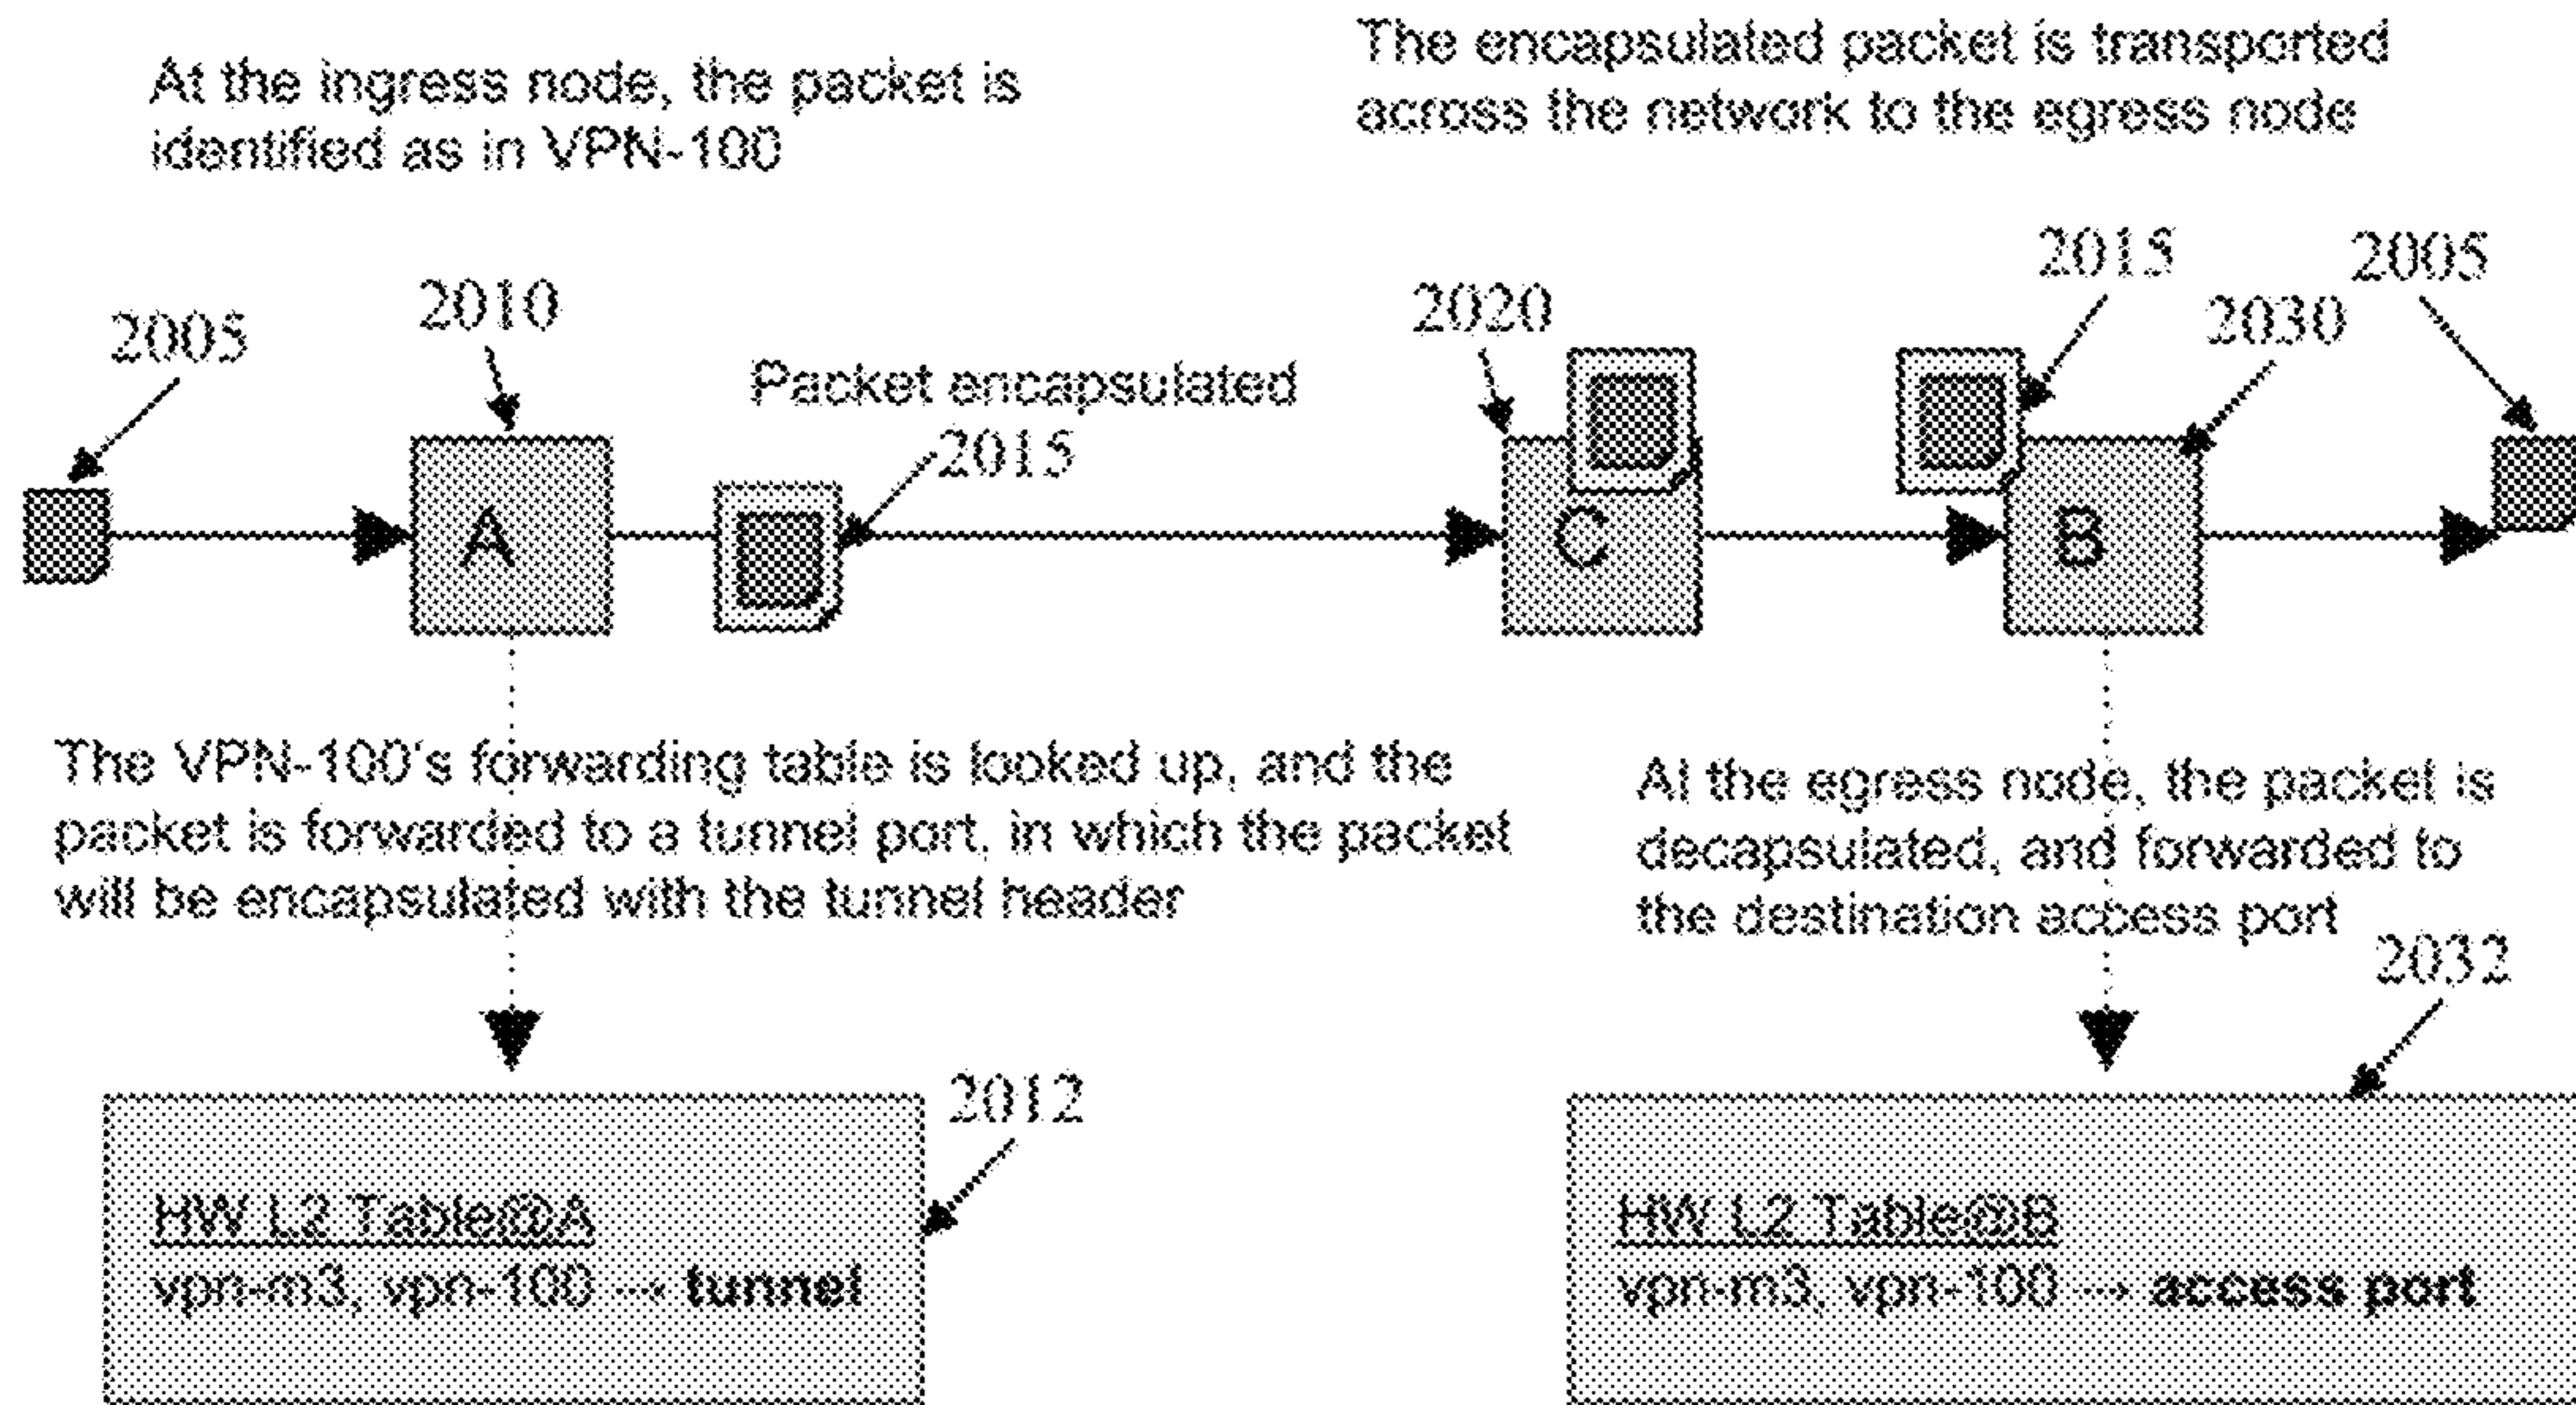 At the ingress node, the packet is
identified as in VPN-100
The encapsulated packet is transported
across the network to the egress node
2005
2010
Packet encapsulated
2015
2020
2015
2030
2005
A
C
B
The VPN-100's forwarding table is looked up, and the
packet is forwarded to a tunnel port, in which the packet
will be encapsulated with the tunnel header
At the egress node, the packet is
decapsulated, and forwarded to
the destination access port
2012
2032
HW L2 Table@A
vpn-m3, vpn-100 → tunnel
HW L2 Table@B
vpn-m3, vpn-100 → access port